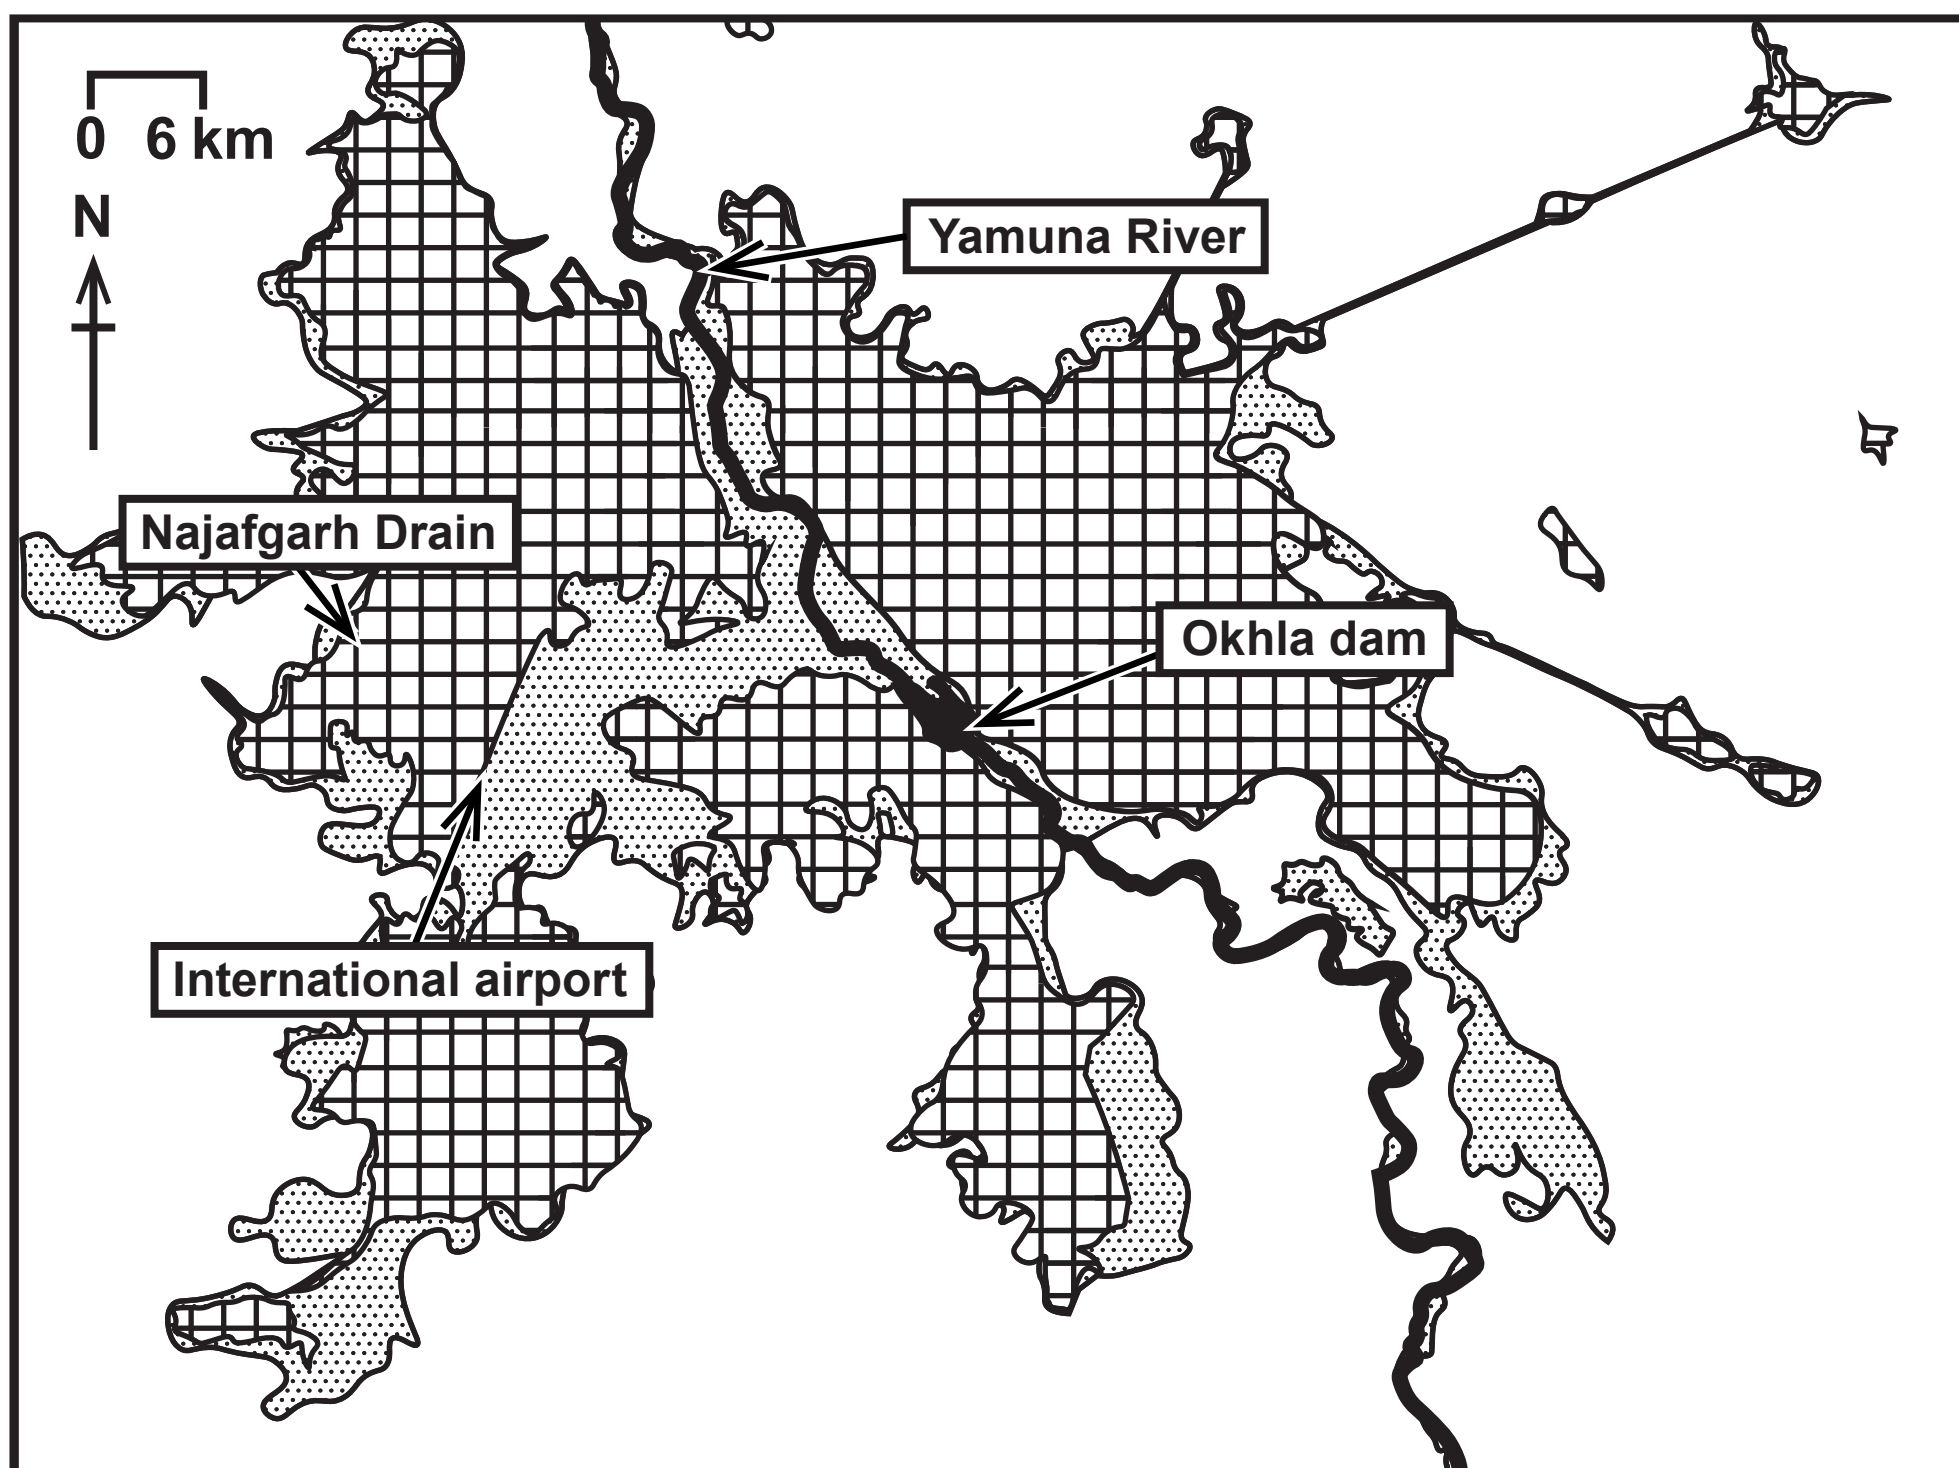 0 6 km
N
Yamuna River
Najafgarh Drain
Okhla dam
International airport